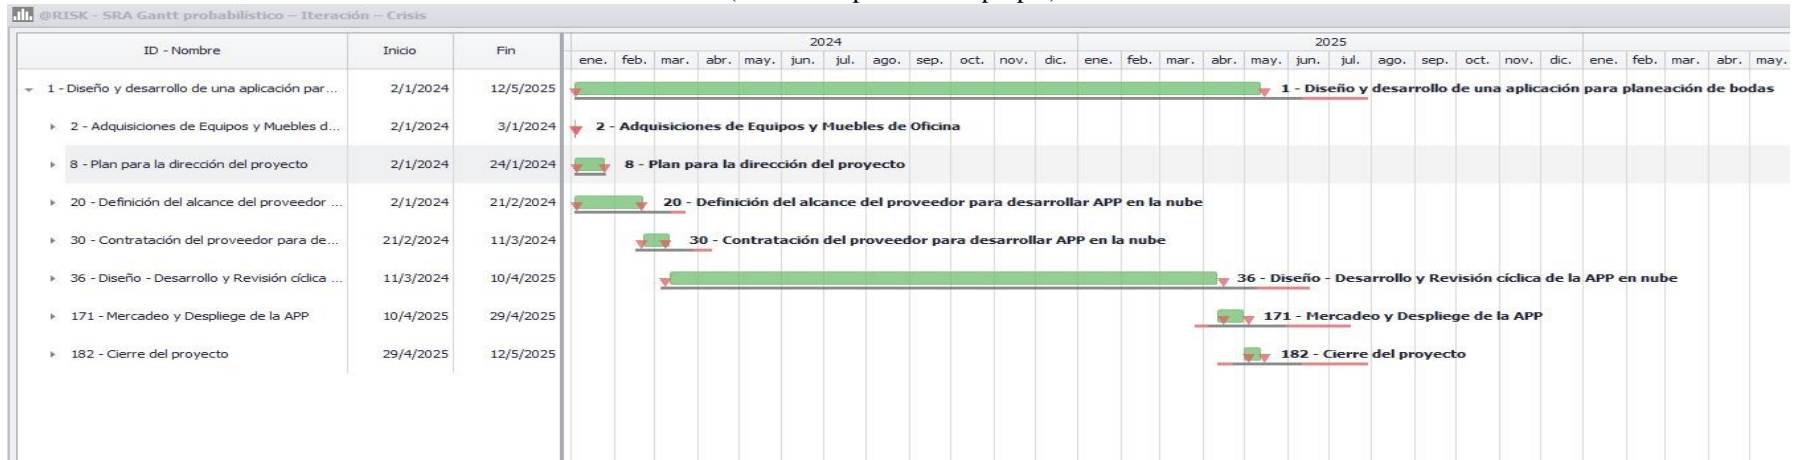 @RISK - SRA Gantt probabilístico – Iteración – Crisis
ID - Nombre Inicio Fin 2024 2025
ene. feb. mar. abr. may. jun. jul. ago. sep. oct. nov. dic. ene. feb. mar. abr. may. jun. jul. ago. sep. oct. nov. dic. ene. feb. mar. abr. may.
1 - Diseño y desarrollo de una aplicación par... 2/1/2024 12/5/2025 1 - Diseño y desarrollo de una aplicación para planeación de bodas
2 - Adquisiciones de Equipos y Muebles d... 2/1/2024 3/1/2024 2 - Adquisiciones de Equipos y Muebles de Oficina
8 - Plan para la dirección del proyecto 2/1/2024 24/1/2024 8 - Plan para la dirección del proyecto
20 - Definición del alcance del proveedor ... 2/1/2024 21/2/2024 20 - Definición del alcance del proveedor para desarrollar APP en la nube
30 - Contratación del proveedor para de... 21/2/2024 11/3/2024 30 - Contratación del proveedor para desarrollar APP en la nube
36 - Diseño - Desarrollo y Revisión cíclica ... 11/3/2024 10/4/2025 36 - Diseño - Desarrollo y Revisión cíclica de la APP en nube
171 - Mercadeo y Despliege de la APP 10/4/2025 29/4/2025 171 - Mercadeo y Despliege de la APP
182 - Cierre del proyecto 29/4/2025 12/5/2025 182 - Cierre del proyecto